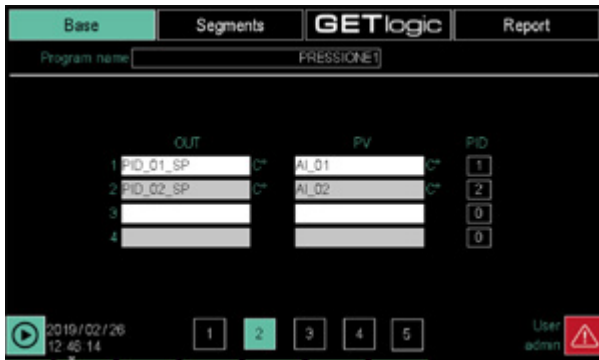 Base Segments GETlogic Report
Program name PRESSIONE1
OUT PV PID
1 PID_01_SP C° AI_01 C° 1
2 PID_02_SP C° AI_02 C° 2
3 0
4 0
2019/02/26 1 2 3 4 5 User
12:46:14 admin